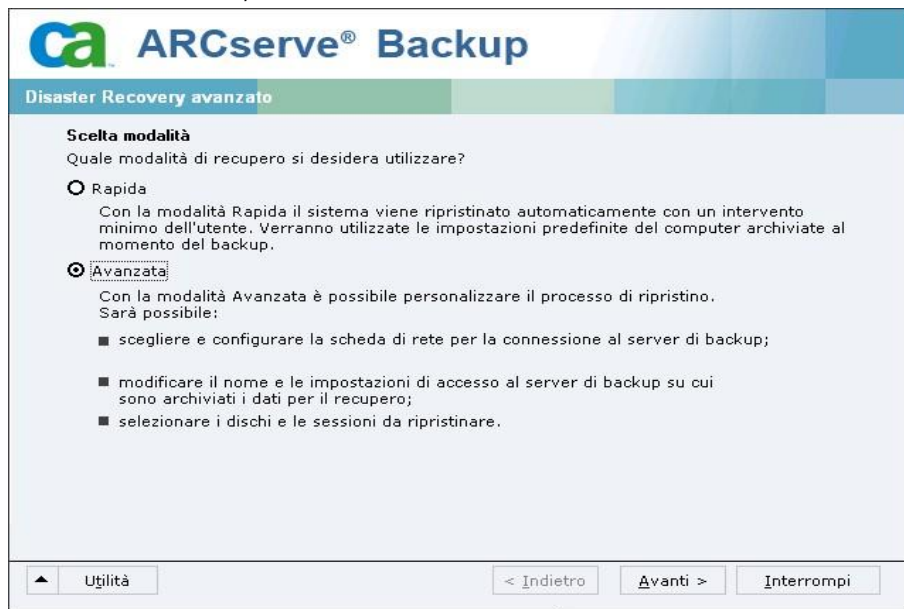 ca ARCserve® Backup
Disaster Recovery avanzato
Scelta modalità
Quale modalità di recupero si desidera utilizzare?
Rapida
Con la modalità Rapida il sistema viene ripristinato automaticamente con un intervento
minimo dell'utente. Verranno utilizzate le impostazioni predefinite del computer archiviate al
momento del backup.
Avanzata
Con la modalità Avanzata è possibile personalizzare il processo di ripristino.
Sarà possibile:
scegliere e configurare la scheda di rete per la connessione al server di backup;
modificare il nome e le impostazioni di accesso al server di backup su cui
sono archiviati i dati per il recupero;
selezionare i dischi e le sessioni da ripristinare.
Utilità
< Indietro
Avanti >
Interrompi